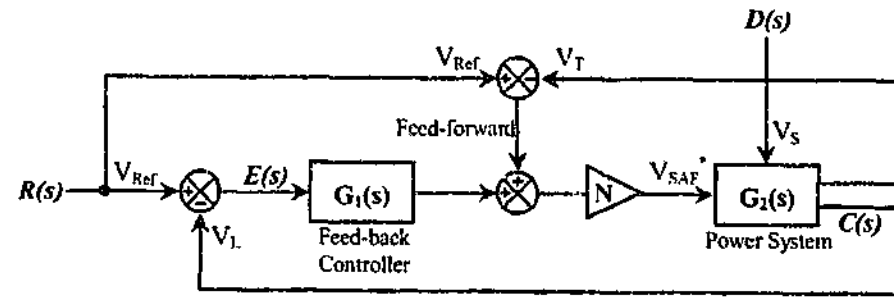 D(s)
V_Ref
V_T
Feed-forward
V_S
R(s)
V_Ref
E(s)
G₁(s)
N
V_SAF*
G₂(s)
V_L
Feed-back
Controller
Power System
C(s)